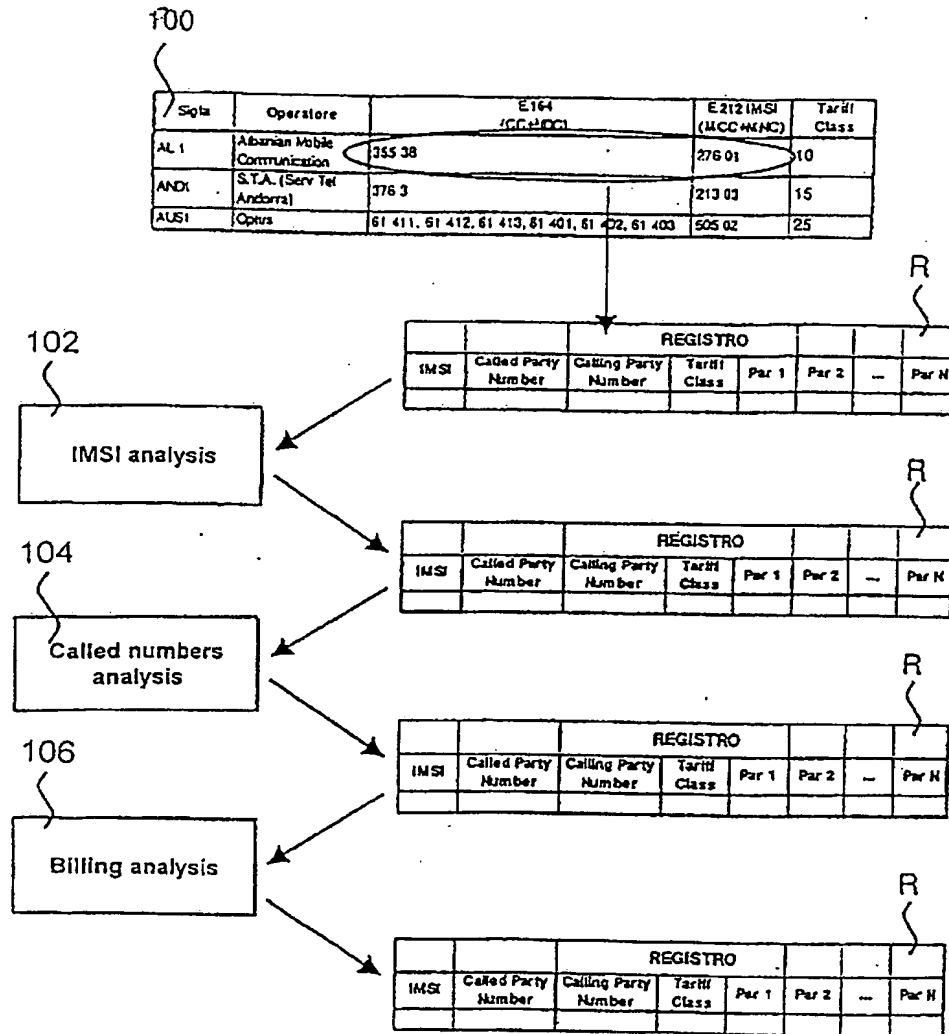 100
Sigla Operatore E.164 (CC+NDC) E.212 IMSI (MCC+MNC) Tariff Class
AL 1 Albanian Mobile Communication 355 38 276 01 10
AND1 S.T.A. (Serv Tel Andorra) 376 3 213 03 15
AUS1 Optus 61 411, 61 412, 61 413, 61 401, 61 402, 61 403 505 02 25
R
REGISTRO
IMSI Called Party Number Calling Party Number Tariff Class Par 1 Par 2 ... Par N
102
IMSI analysis
R
REGISTRO
IMSI Called Party Number Calling Party Number Tariff Class Par 1 Par 2 ... Par N
104
Called numbers
analysis
R
REGISTRO
IMSI Called Party Number Calling Party Number Tariff Class Par 1 Par 2 ... Par N
106
Billing analysis
R
REGISTRO
IMSI Called Party Number Calling Party Number Tariff Class Par 1 Par 2 ... Par N